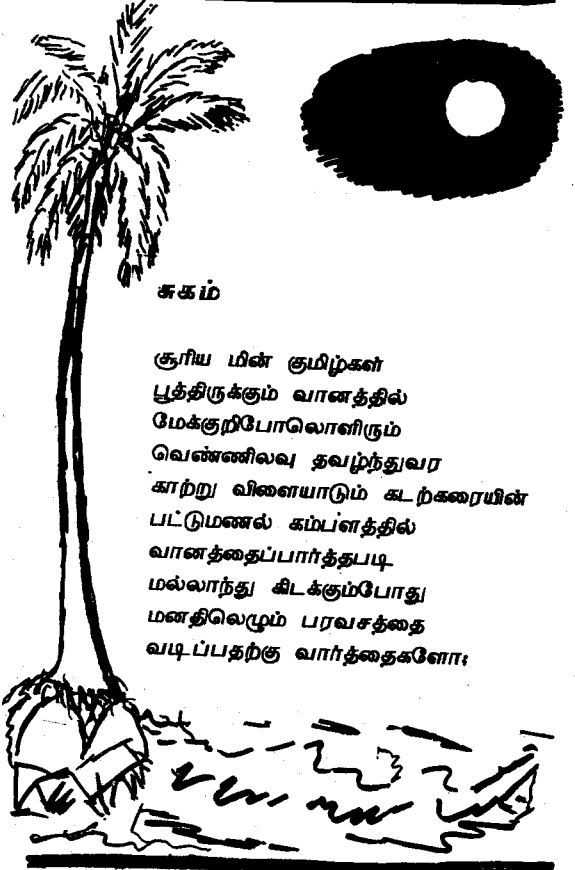 சுகம்
சூரிய மின் குமிழ்கள்
பூத்திருக்கும் வானத்தில்
மேக்குறிபோலொளிரும்
வெண்ணிலவு தவழ்ந்துவர
காற்று விளையாடும் கடற்கரையின்
பட்டுமணல் கம்பளத்தில்
வானத்தைப்பார்த்தபடி
மல்லாந்து கிடக்கும்போது
மனதிலெழும் பரவசத்தை
வடிப்பதற்கு வார்த்தைகளோ;